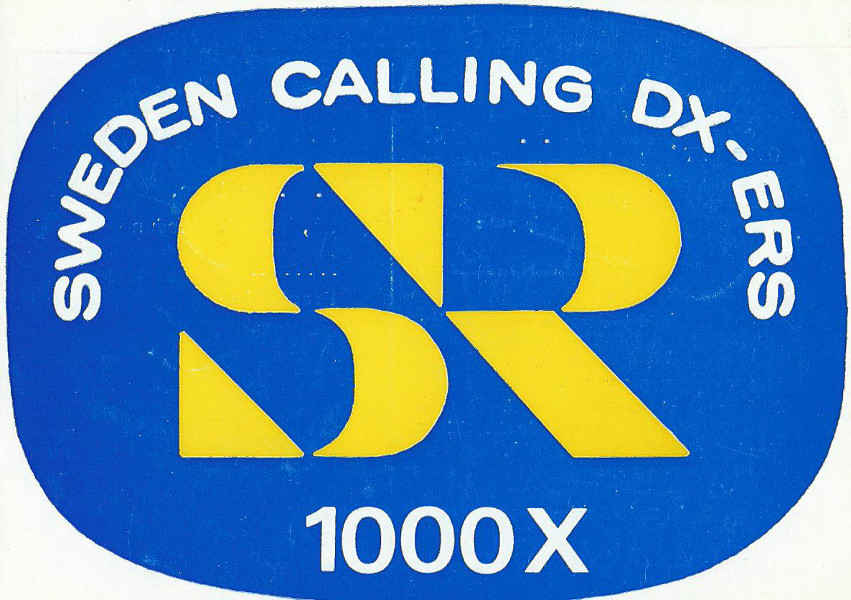 SWEDEN CALLING DX-ERS
SR
1000X